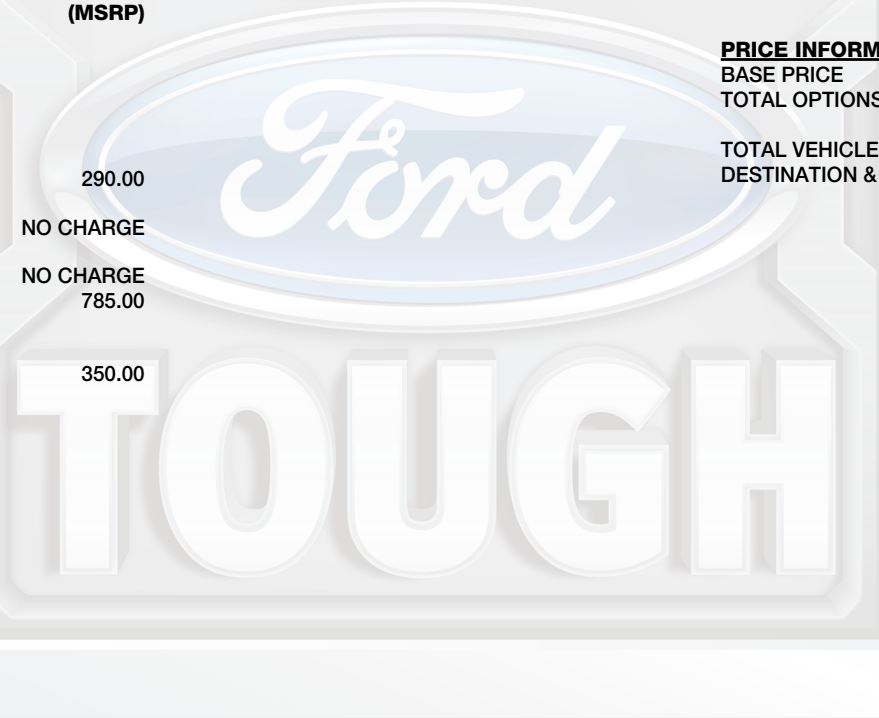 (MSRP)
290.00
NO CHARGE
NO CHARGE
785.00
350.00
PRICE INFORM
BASE PRICE
TOTAL OPTIONS
TOTAL VEHICLE
DESTINATION &
Ford
TOUGH